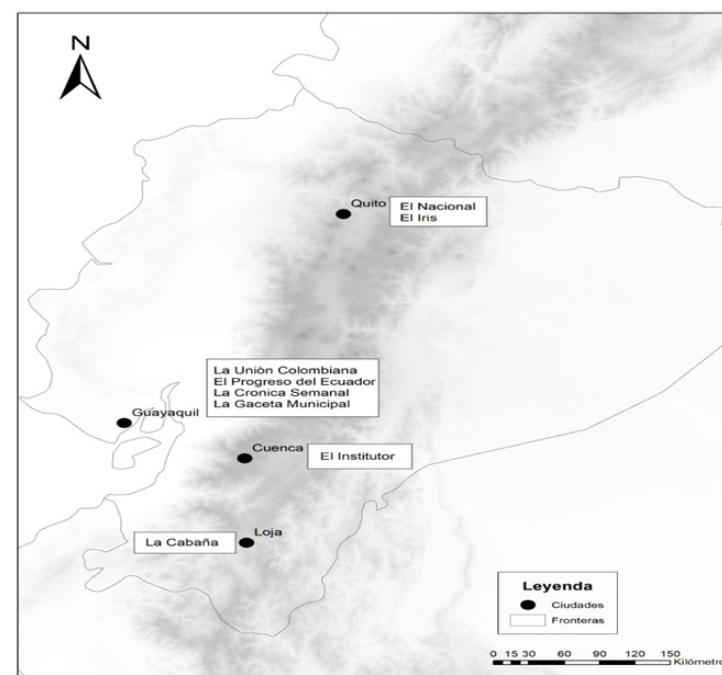 N
Quito
El Nacional
El Iris
La Uniòn Colombiana
El Progreso del Ecuador
La Cronica Semanal
La Gaceta Municipal
Guayaquil
Cuenca
El Institutor
Loja
La Cabaña
Leyenda
Ciudades
Fronteras
0 15 30 60 90 120 150
Kilómetro